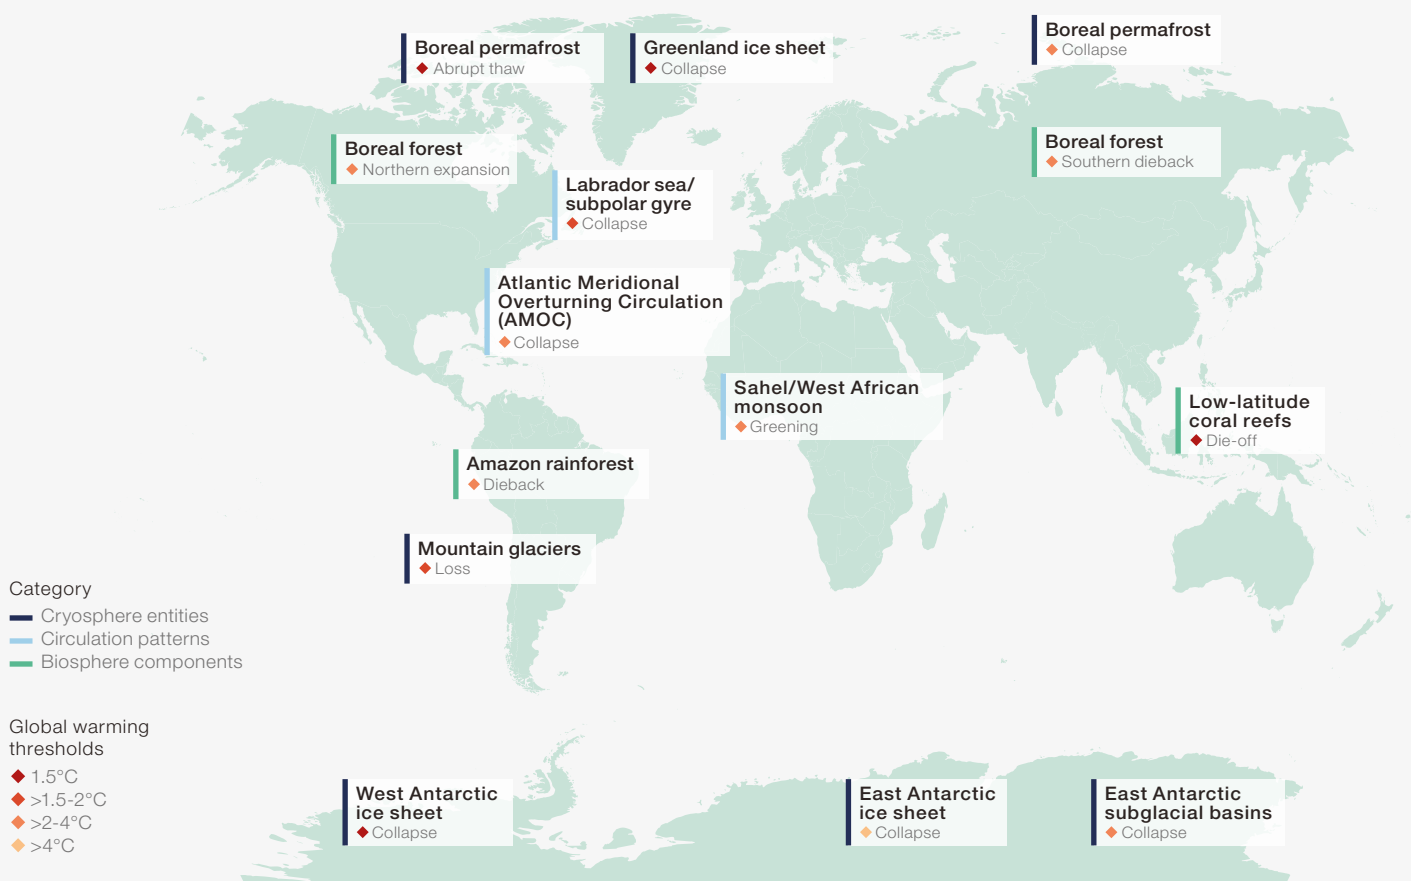 Boreal permafrost
Abrupt thaw
Greenland ice sheet
Collapse
Boreal permafrost
Collapse
Boreal forest
Northern expansion
Boreal forest
Southern dieback
Labrador sea/
subpolar gyre
Collapse
Atlantic Meridional
Overturning Circulation
(AMOC)
Collapse
Sahel/West African
monsoon
Greening
Low-latitude
coral reefs
Die-off
Amazon rainforest
Dieback
Mountain glaciers
Loss
Category
Cryosphere entities
Circulation patterns
Biosphere components
Global warming
thresholds
1.5°C
>1.5-2°C
>2-4°C
>4°C
West Antarctic
ice sheet
Collapse
East Antarctic
ice sheet
Collapse
East Antarctic
subglacial basins
Collapse